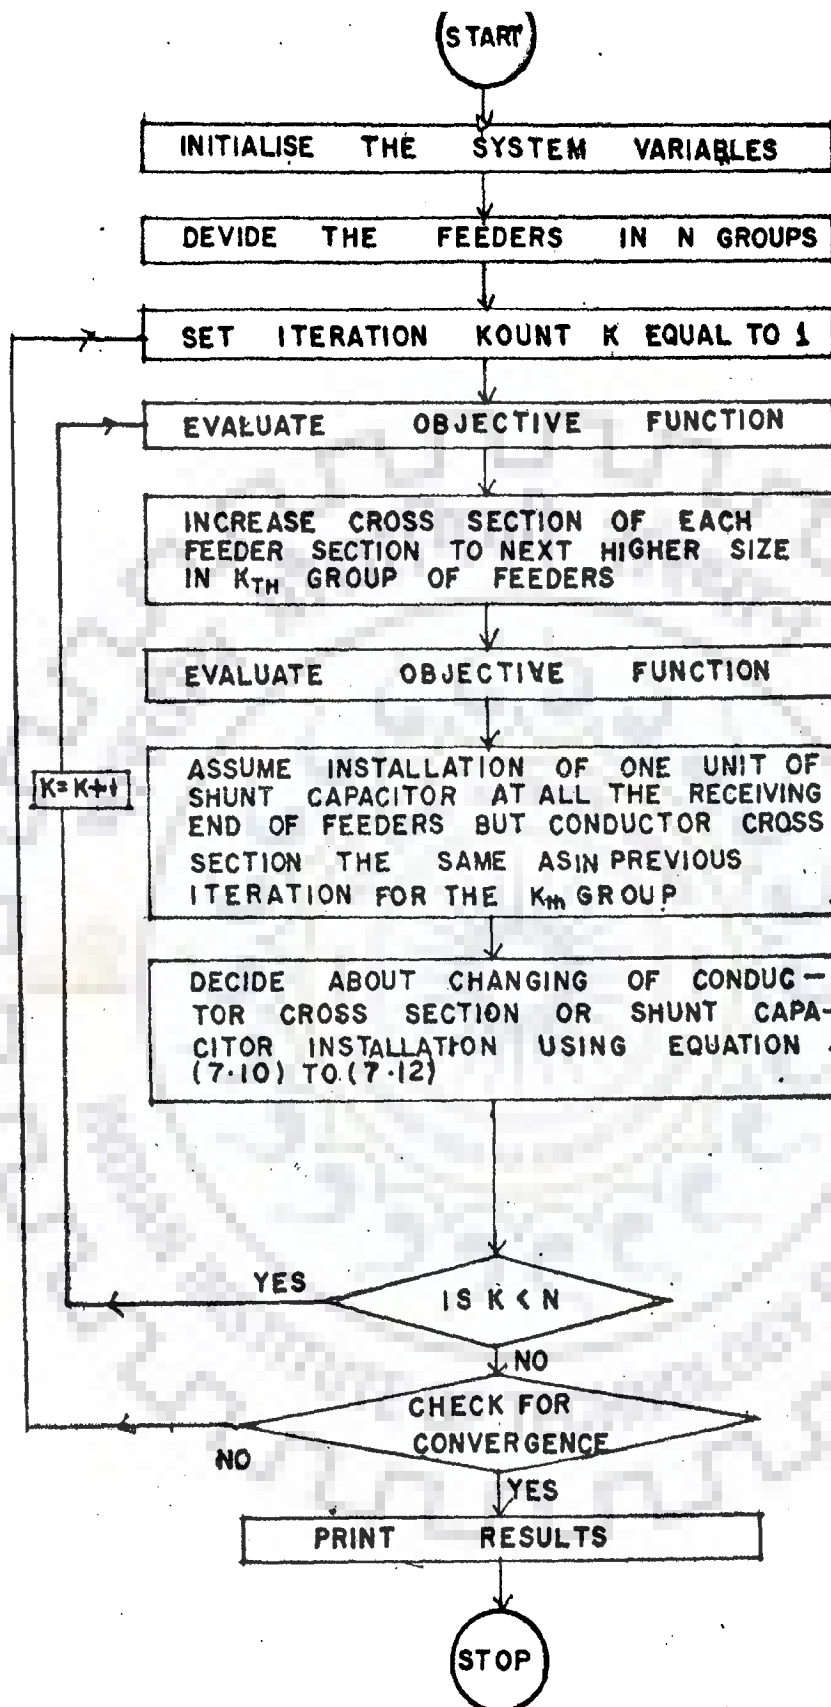 START
INITIALISE THE SYSTEM VARIABLES
DEVIDE THE FEEDERS IN N GROUPS
SET ITERATION KOUNT K EQUAL TO 1
EVALUATE OBJECTIVE FUNCTION
INCREASE CROSS SECTION OF EACH
FEEDER SECTION TO NEXT HIGHER SIZE
IN KTH GROUP OF FEEDERS
EVALUATE OBJECTIVE FUNCTION
K=K+1
ASSUME INSTALLATION OF ONE UNIT OF
SHUNT CAPACITOR AT ALL THE RECEIVING
END OF FEEDERS BUT CONDUCTOR CROSS
SECTION THE SAME ASIN PREVIOUS
ITERATION FOR THE Kth GROUP
DECIDE ABOUT CHANGING OF CONDUC-
TOR CROSS SECTION OR SHUNT CAPA-
CITOR INSTALLATION USING EQUATION
(7.10) TO (7.12)
YES
IS K < N
NO
CHECK FOR
CONVERGENCE
NO
YES
PRINT RESULTS
STOP